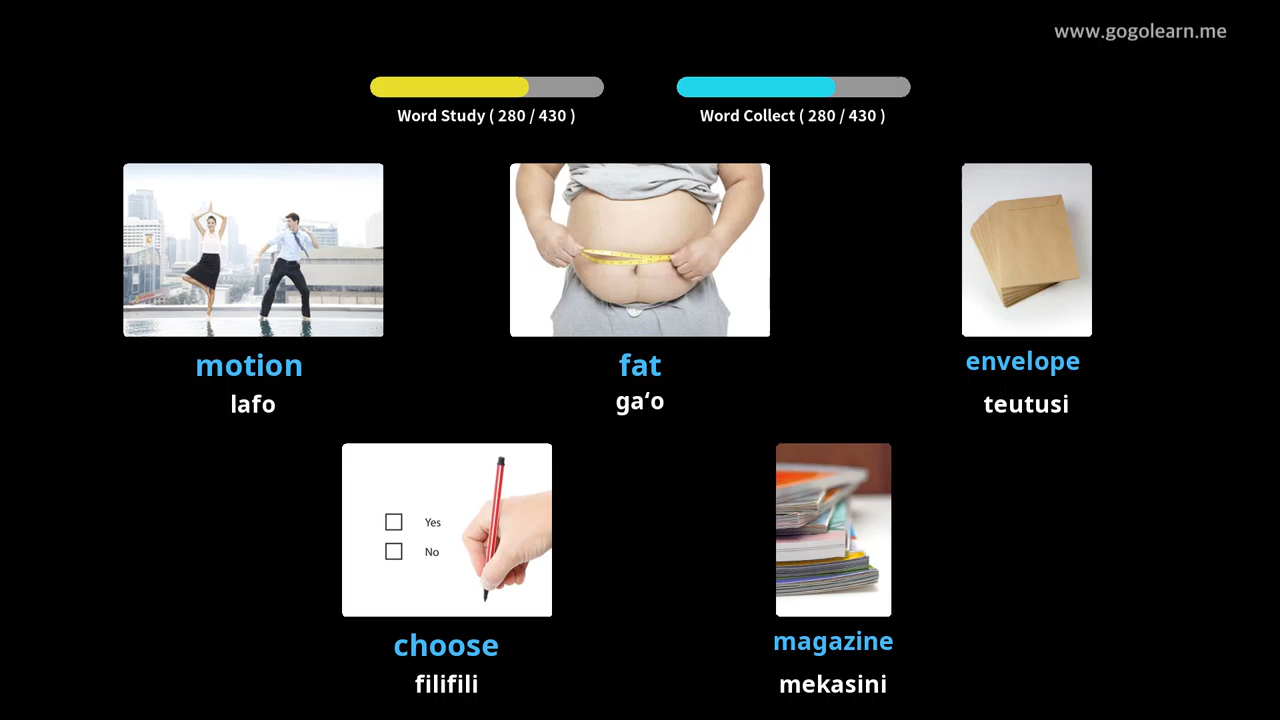 www.gogolearn.me
Word Study ( 280 / 430 )
Word Collect ( 280 / 430 )
motion
lafo
fat
gaʻo
envelope
teutusi
Yes
No
choose
filifili
magazine
mekasini